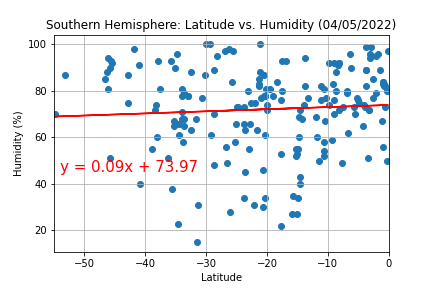 Southern Hemisphere: Latitude vs. Humidity (04/05/2022)
100
80
60
40
20
Humidity (%)
y = 0.09x + 73.97
−50 −40 −30 −20 −10 0
Latitude